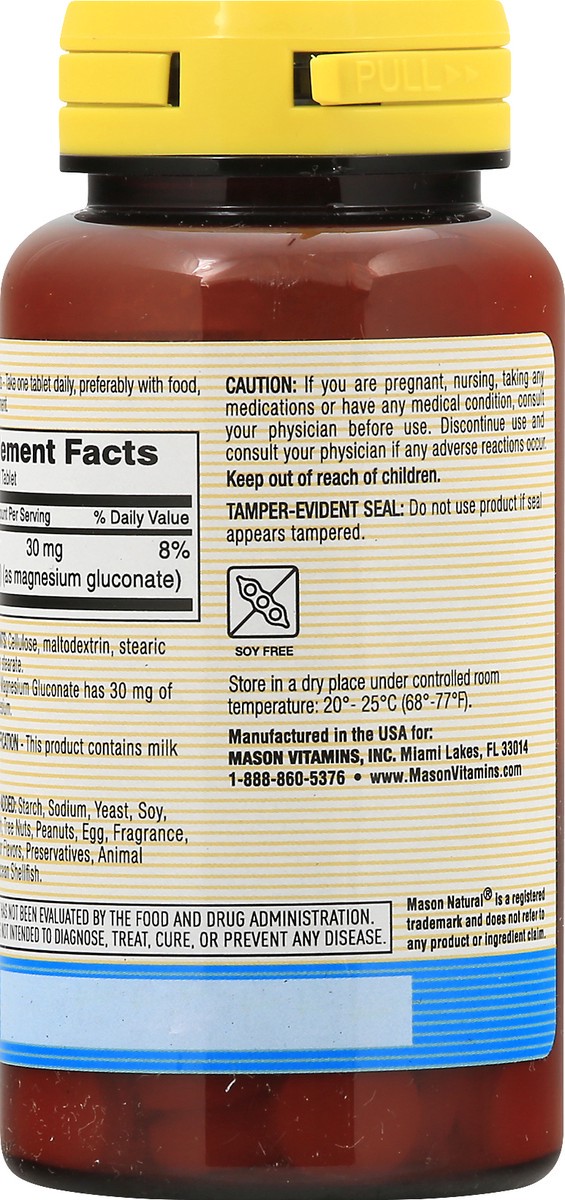 PULL
- Take one tablet daily, preferably with food,
ement Facts
Tablet
Per Serving % Daily Value
30 mg 8%
(as magnesium gluconate)
Cellulose, maltodextrin, stearic
stearate.
Gluconate has 30 mg of
- This product contains milk
Starch, Sodium, Yeast, Soy,
Tree Nuts, Peanuts, Egg, Fragrance,
Flavors, Preservatives, Animal
Shellfish.
HAS NOT BEEN EVALUATED BY THE FOOD AND DRUG ADMINISTRATION.
NOT INTENDED TO DIAGNOSE, TREAT, CURE, OR PREVENT ANY DISEASE.
CAUTION: If you are pregnant, nursing, taking any
medications or have any medical condition, consult
your physician before use. Discontinue use and
consult your physician if any adverse reactions occur.
Keep out of reach of children.
TAMPER-EVIDENT SEAL: Do not use product if seal
appears tampered.
SOY FREE
Store in a dry place under controlled room
temperature: 20°- 25°C (68°-77°F).
Manufactured in the USA for:
MASON VITAMINS, INC. Miami Lakes, FL 33014
1-888-860-5376 • www.MasonVitamins.com
Mason Natural® is a registered
trademark and does not refer to
any product or ingredient claim.